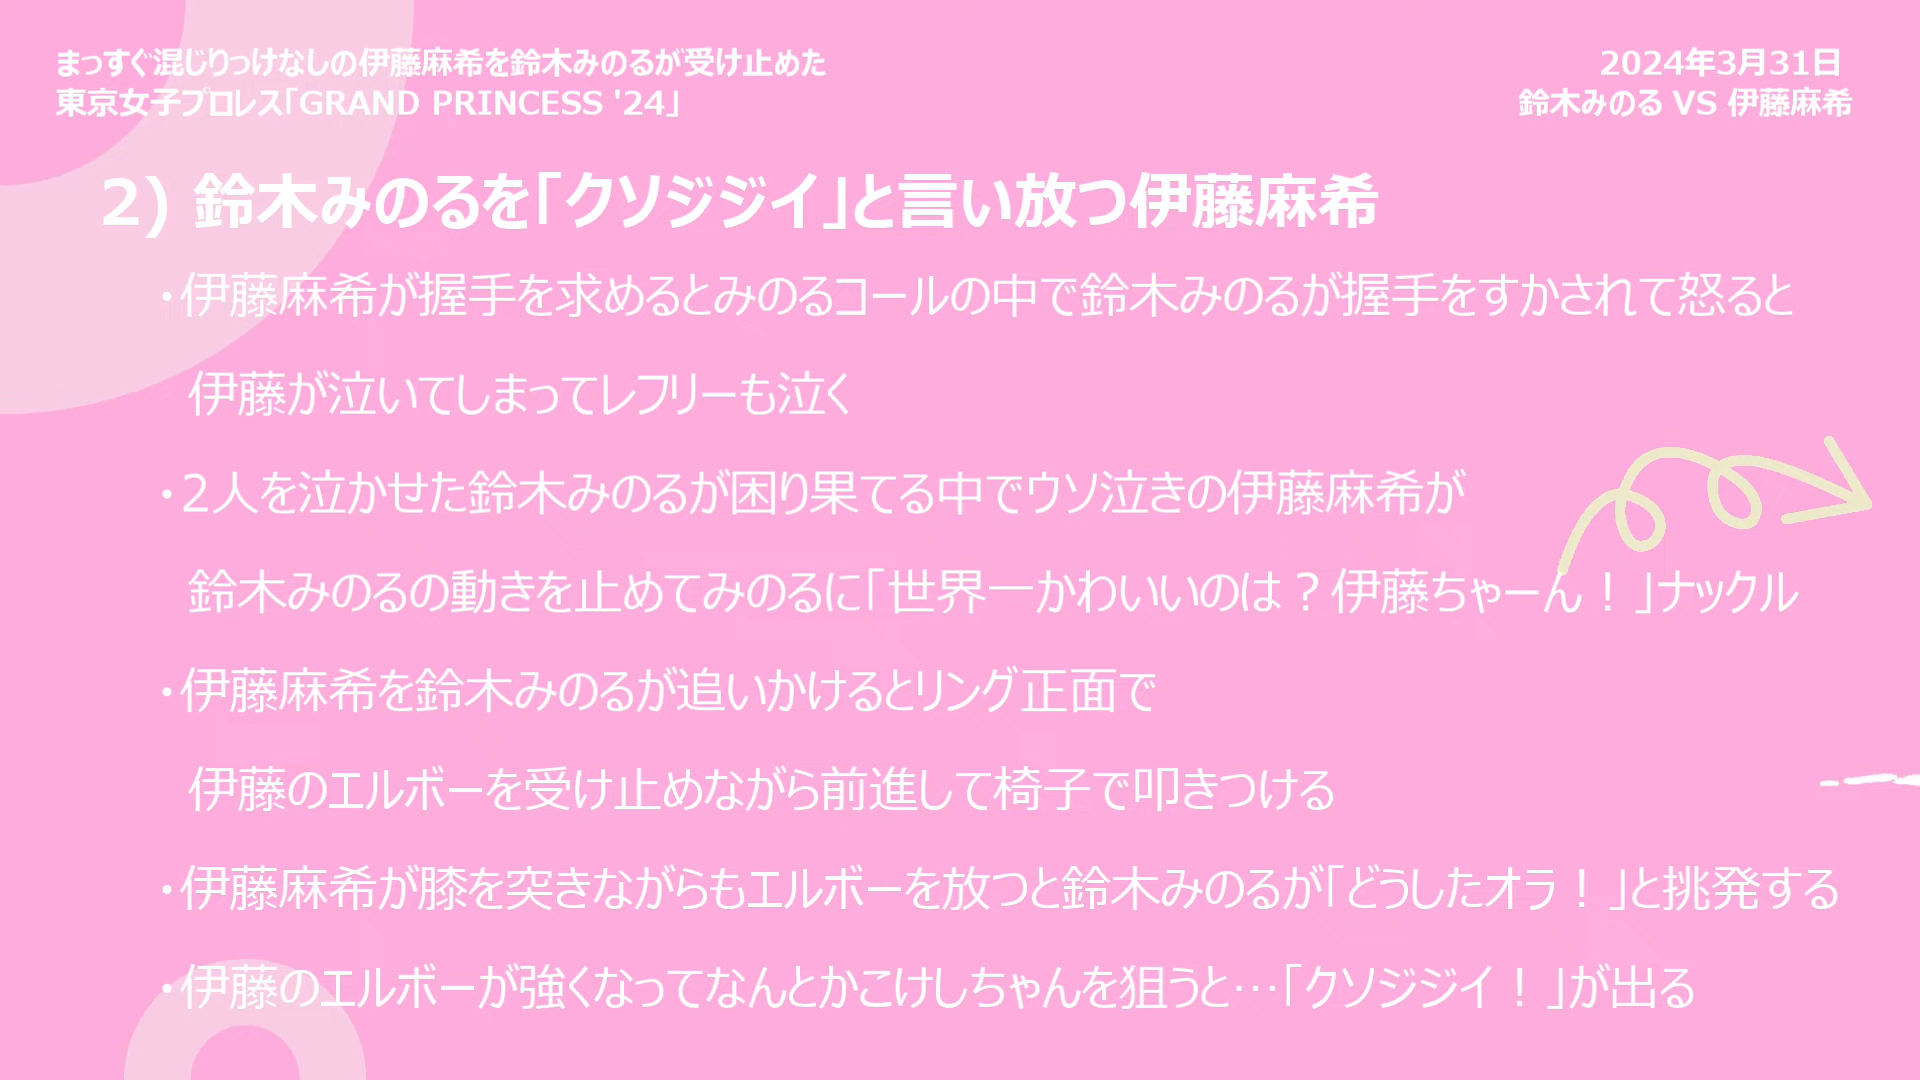 まっすぐ混じりっけなしの伊藤麻希を鈴木みのるが受け止めた
東京女子プロレス「GRAND PRINCESS '24」
2024年3月31日
鈴木みのる VS 伊藤麻希
2) 鈴木みのるを「クソジジイ」と言い放つ伊藤麻希
・伊藤麻希が握手を求めるとみのるコールの中で鈴木みのるが握手をすかされて怒ると
伊藤が泣いてしまってレフリーも泣く
・2人を泣かせた鈴木みのるが困り果てる中でウソ泣きの伊藤麻希が
鈴木みのるの動きを止めてみのるに「世界一かわいいのは？伊藤ちゃーん！」ナックル
・伊藤麻希を鈴木みのるが追いかけるとリング正面で
伊藤のエルボーを受け止めながら前進して椅子で叩きつける
・伊藤麻希が膝を突きながらもエルボーを放つと鈴木みのるが「どうしたオラ！」と挑発する
・伊藤のエルボーが強くなってなんとかこけしちゃんを狙うと…「クソジジイ！」が出る